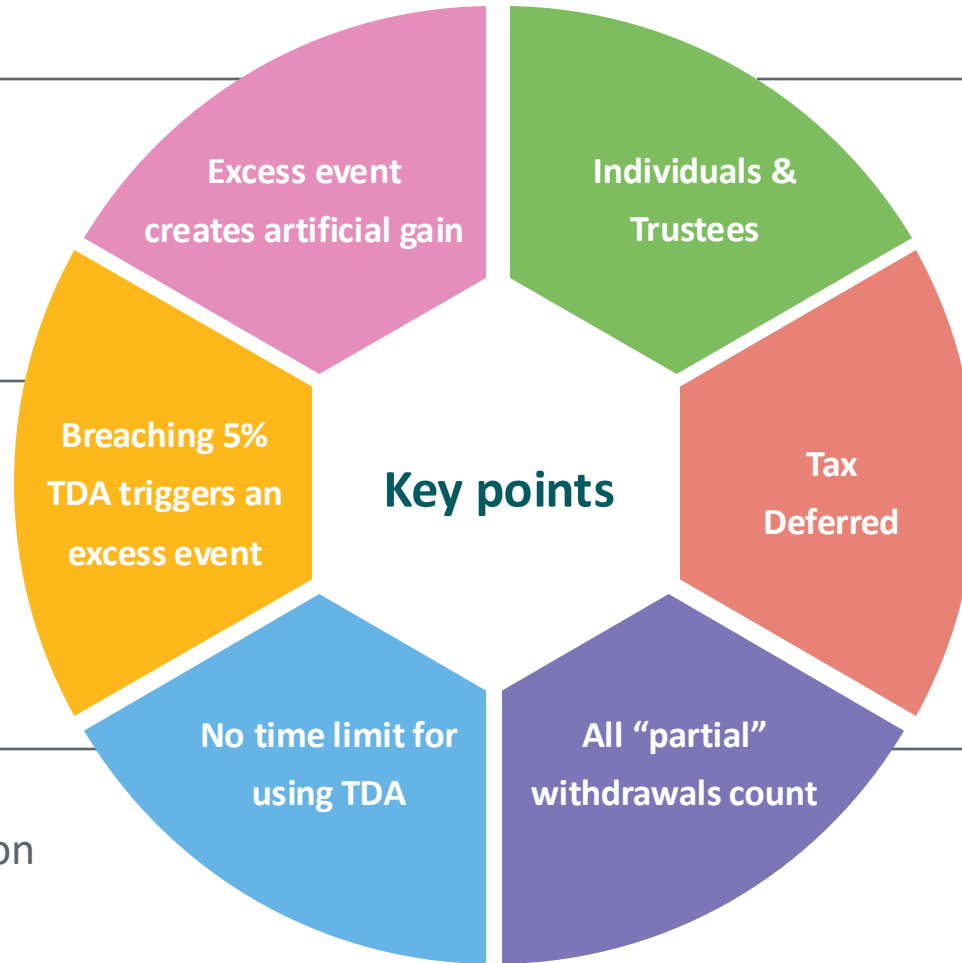 Excess event
creates artificial gain
Individuals &
Trustees
Breaching 5%
TDA triggers an
excess event
Key points
Tax
Deferred
No time limit for
using TDA
All “partial”
withdrawals count